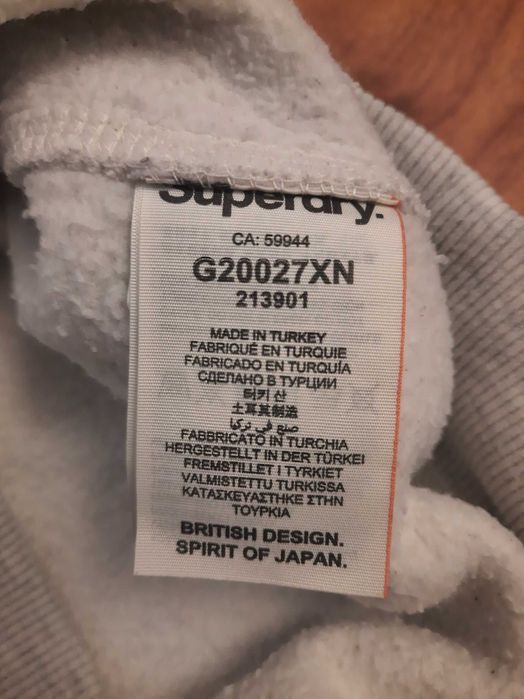 Superdry.
CA: 59944
G20027XN
213901
MADE IN TURKEY
FABRIQUÉ EN TURQUIE
FABRICADO EN TURQUÍA
СДЕЛАНО В ТУРЦИИ
터키 산
土耳其制造
صنع في تركيا
FABBRICATO IN TURCHIA
HERGESTELLT IN DER TÜRKEI
FREMSTILLET I TYRKIET
VALMISTETTU TURKISSA
ΚΑΤΑΣΚΕΥΑΣΤΗΚΕ ΣΤΗΝ
ΤΟΥΡΚΙΑ
BRITISH DESIGN.
SPIRIT OF JAPAN.